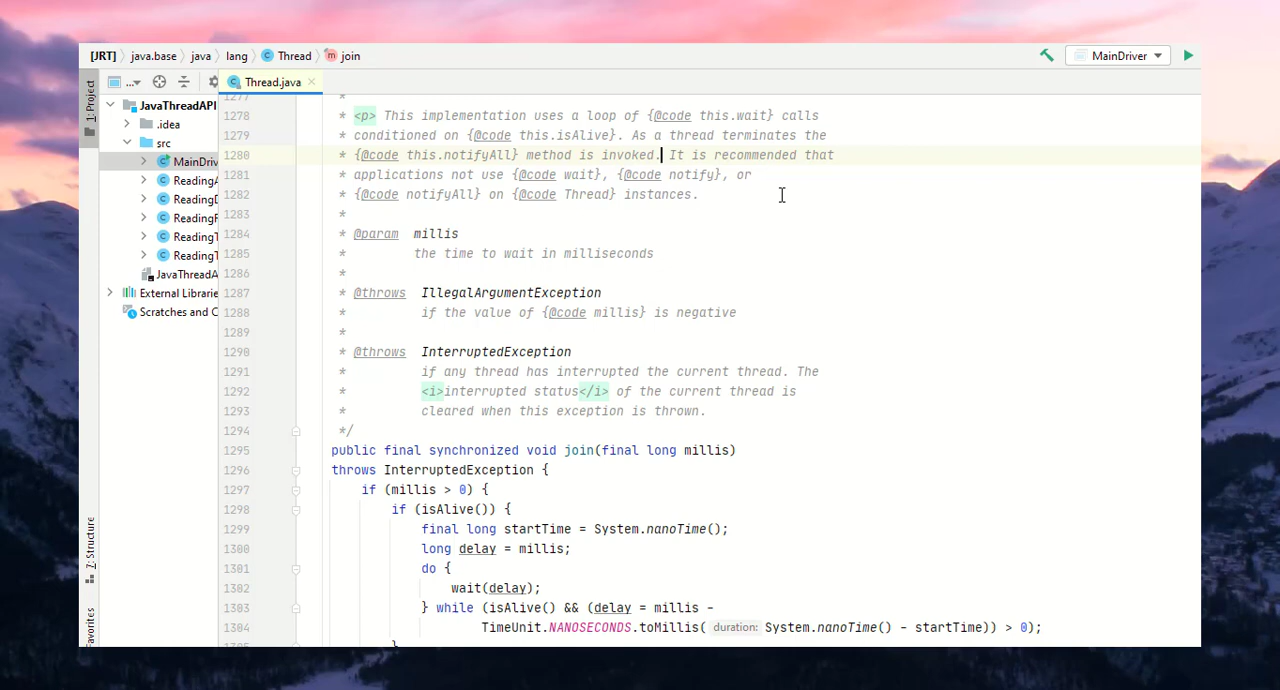 [JRT] java.base java lang Thread join MainDriver
1: Project ... Thread.java
JavaThreadAPI
.idea
src
MainDriv
ReadingA
ReadingD
ReadingF
ReadingT
ReadingT
JavaThreadA
External Librarie
Scratches and C
7: Structure
avorites
1277 *
1278 * <p> This implementation uses a loop of {@code this.wait} calls
1279 * conditioned on {@code this.isAlive}. As a thread terminates the
1280 * {@code this.notifyAll} method is invoked. It is recommended that
1281 * applications not use {@code wait}, {@code notify}, or
1282 * {@code notifyAll} on {@code Thread} instances.
1283 *
1284 * @param millis
1285 * the time to wait in milliseconds
1286 *
1287 * @throws IllegalArgumentException
1288 * if the value of {@code millis} is negative
1289 *
1290 * @throws InterruptedException
1291 * if any thread has interrupted the current thread. The
1292 * <i>interrupted status</i> of the current thread is
1293 * cleared when this exception is thrown.
1294 */
1295 public final synchronized void join(final long millis)
1296 throws InterruptedException {
1297 if (millis > 0) {
1298 if (isAlive()) {
1299 final long startTime = System.nanoTime();
1300 long delay = millis;
1301 do {
1302 wait(delay);
1303 } while (isAlive() && (delay = millis -
1304 TimeUnit.NANOSECONDS.toMillis( duration: System.nanoTime() - startTime)) > 0);